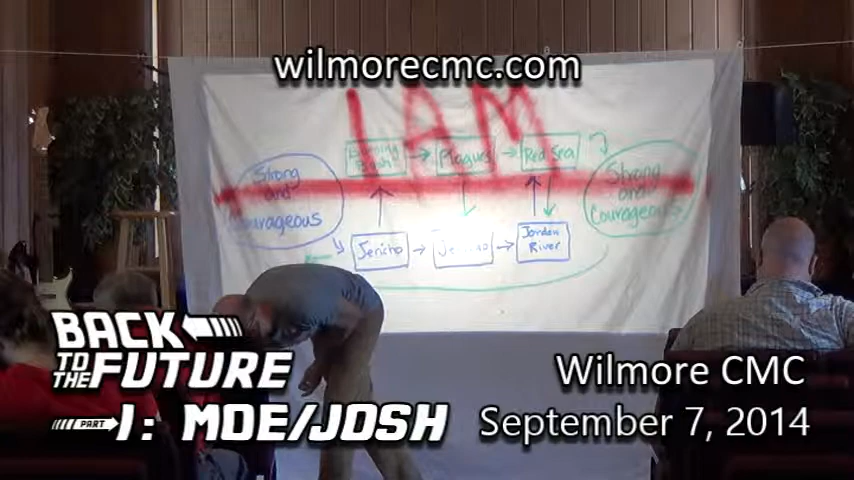 wilmorecmc.com
I AM
Burning Bush
Plagues
Red Sea
Strong
and
Courageous
Strong
and
Courageous
Jericho
Jordan
River
BACK
TO THE FUTURE
PART I: MOE/JOSH
Wilmore CMC
September 7, 2014